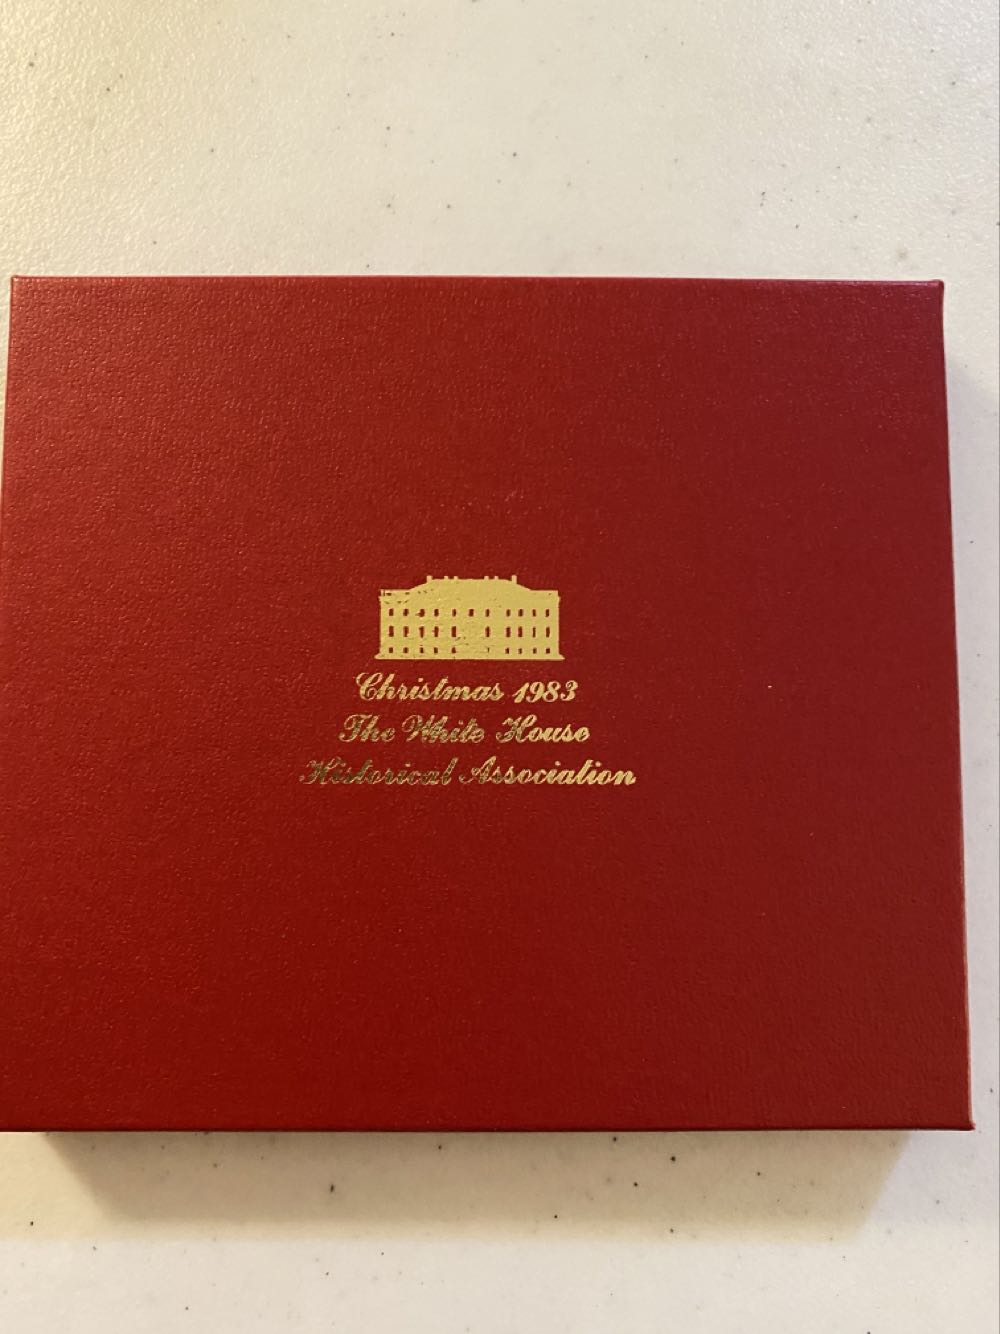 Christmas 1983
The White House
Historical Association